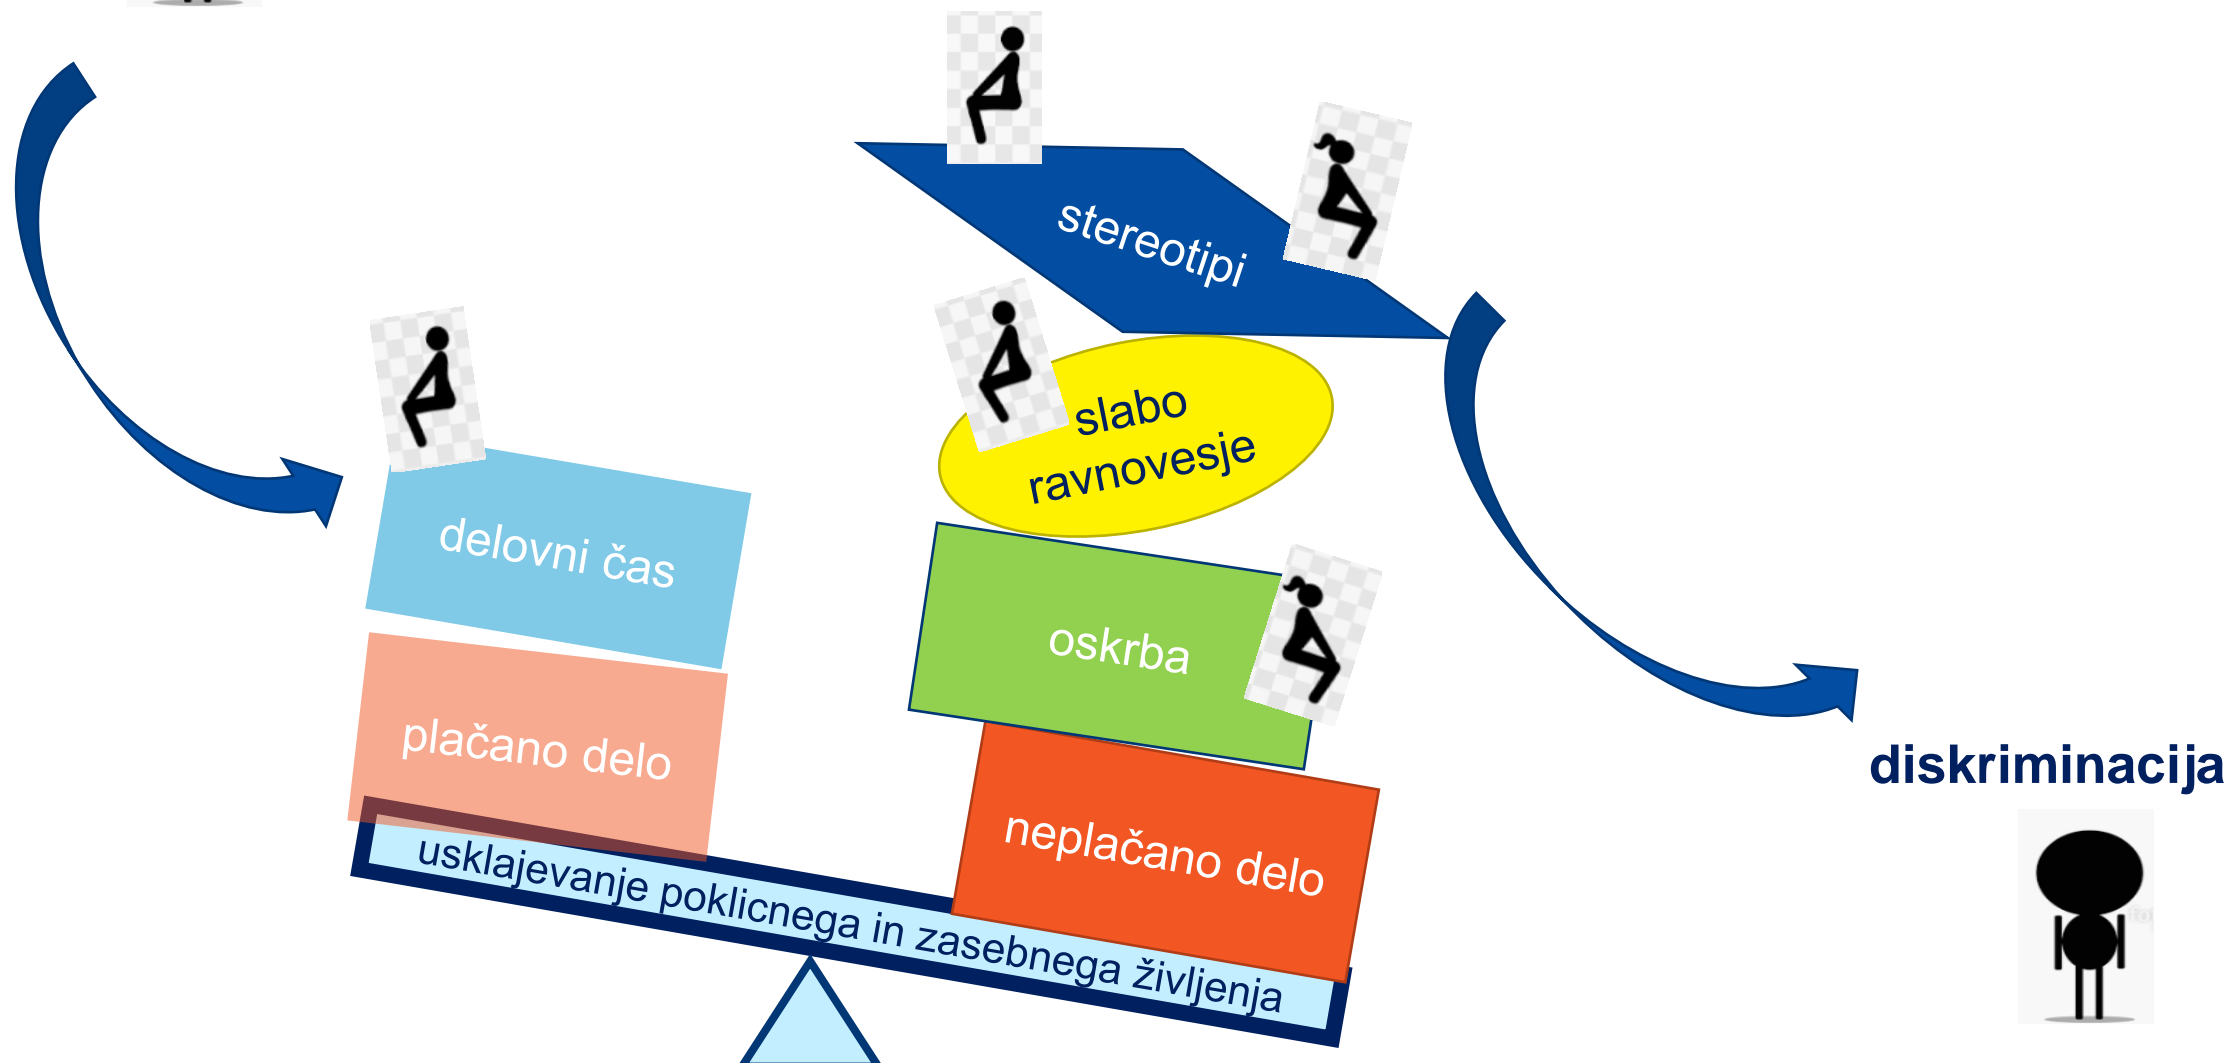 stereotipi
slabo
ravnovesje
delovni čas
oskrba
plačano delo
neplačano delo
usklajevanje poklicnega in zasebnega življenja
diskriminacija